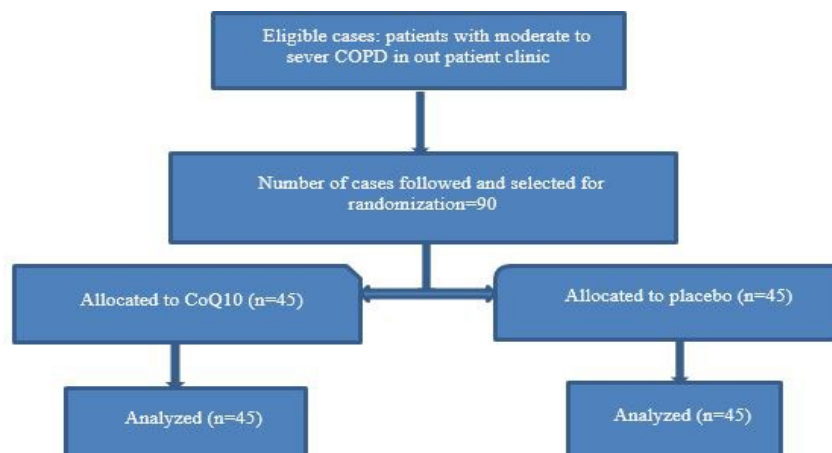 Eligible cases: patients with moderate to
sever COPD in out patient clinic
Number of cases followed and selected for
randomization=90
Allocated to CoQ10 (n=45)
Allocated to placebo (n=45)
Analyzed (n=45)
Analyzed (n=45)